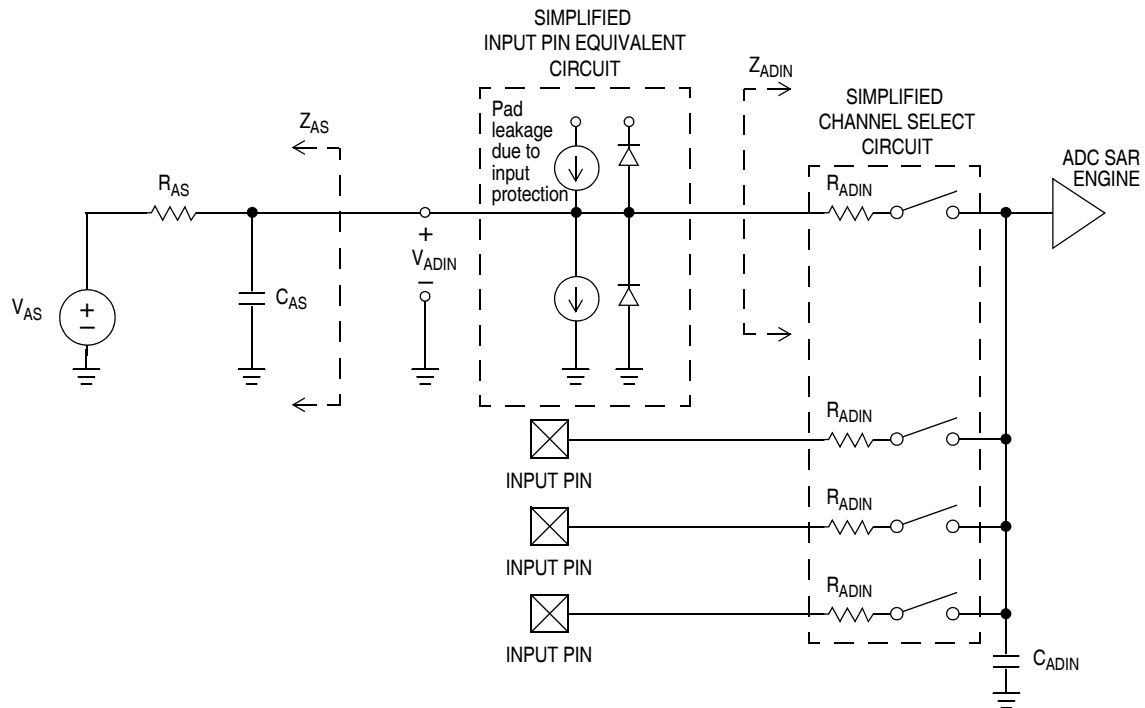 SIMPLIFIED
INPUT PIN EQUIVALENT
CIRCUIT
Z_ADIN
SIMPLIFIED
CHANNEL SELECT
CIRCUIT
Pad
leakage
due to
input
protection
Z_AS
R_AS
R_ADIN
ADC SAR
ENGINE
+
V_ADIN
−
C_AS
V_AS
+
−
R_ADIN
INPUT PIN
R_ADIN
INPUT PIN
R_ADIN
INPUT PIN
C_ADIN